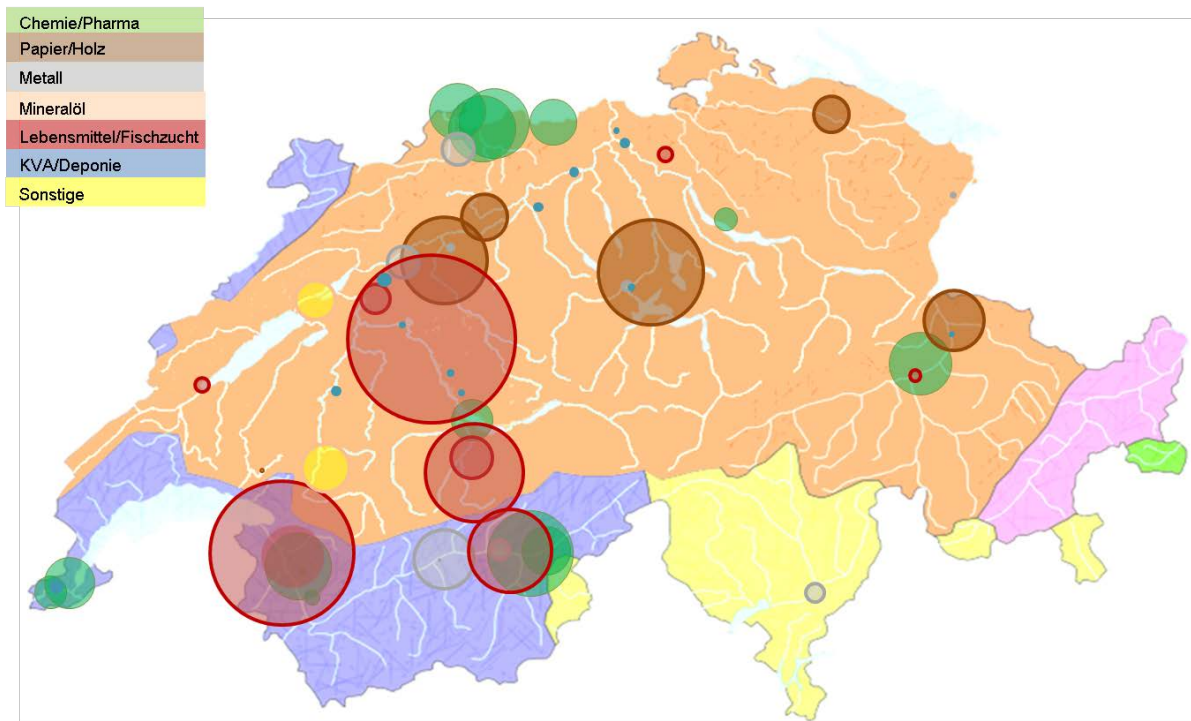 Chemie/Pharma
Papier/Holz
Metall
Mineralöl
Lebensmittel/Fischzucht
KVA/Deponie
Sonstige